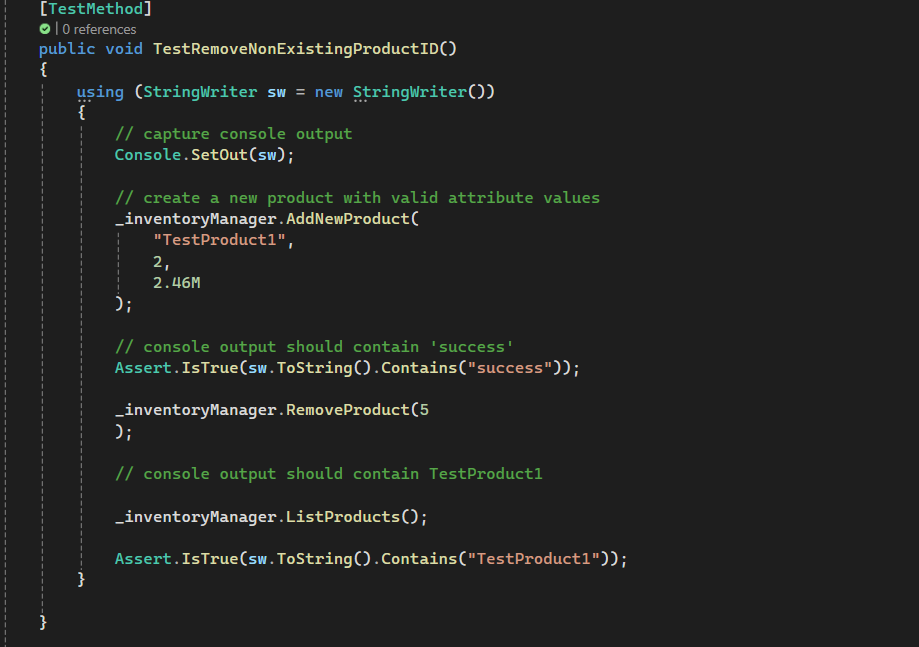 [TestMethod]
| 0 references
public void TestRemoveNonExistingProductID()
{
using (StringWriter sw = new StringWriter())
{
// capture console output
Console.SetOut(sw);
// create a new product with valid attribute values
_inventoryManager.AddNewProduct(
"TestProduct1",
2,
2.46M
);
// console output should contain 'success'
Assert.IsTrue(sw.ToString().Contains("success"));
_inventoryManager.RemoveProduct(5
);
// console output should contain TestProduct1
_inventoryManager.ListProducts();
Assert.IsTrue(sw.ToString().Contains("TestProduct1"));
}
}